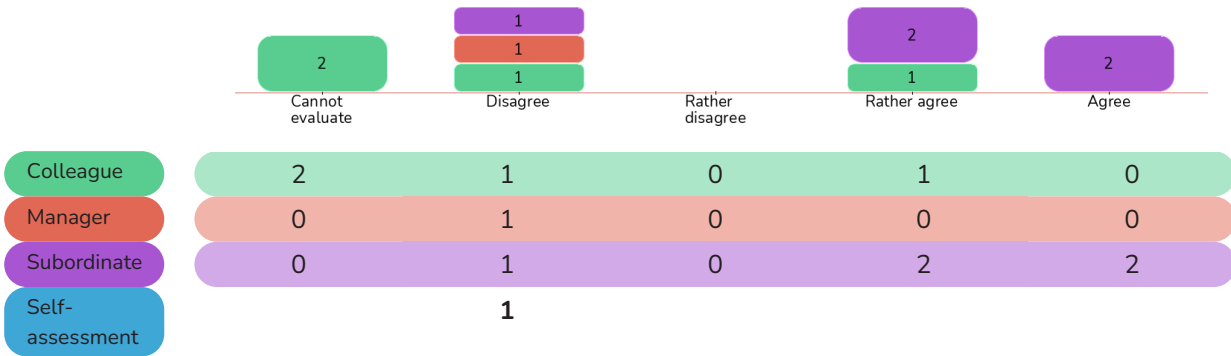 2
1
1
1
2
1
2
Cannot
evaluate
Disagree
Rather
disagree
Rather agree
Agree
Colleague 2 1 0 1 0
Manager 0 1 0 0 0
Subordinate 0 1 0 2 2
Self-
assessment
1